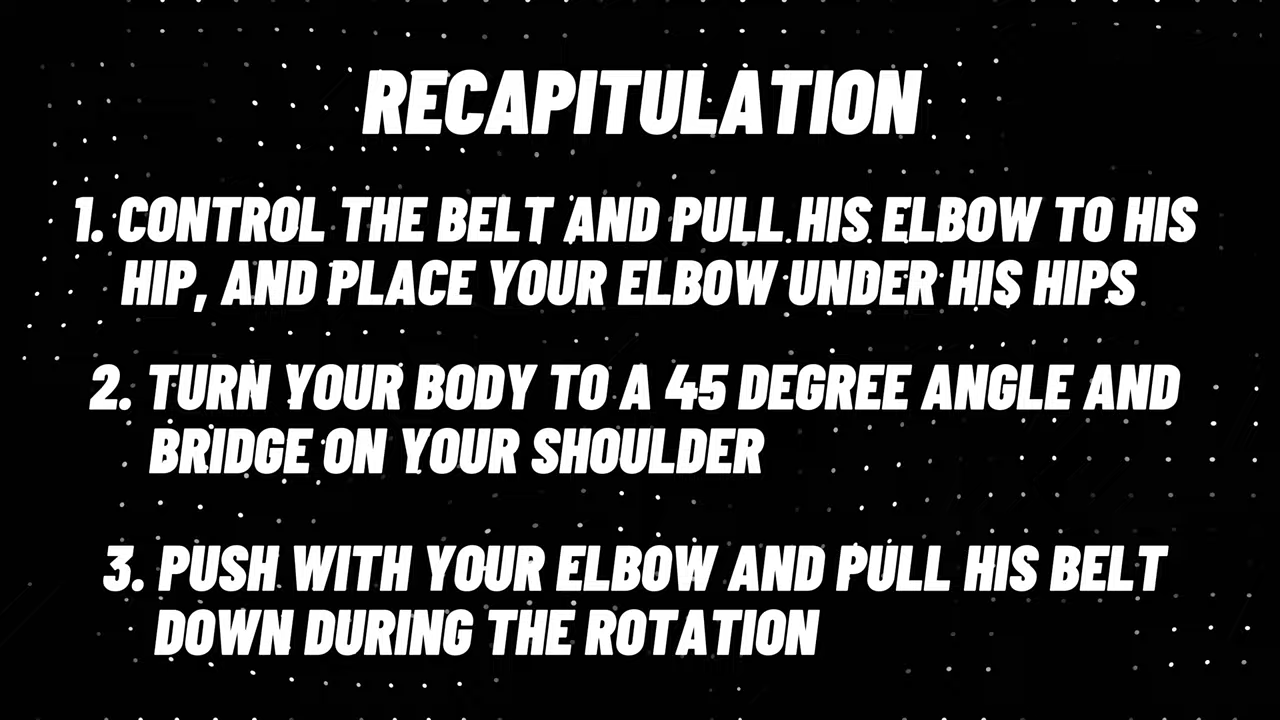 RECAPITULATION
1. CONTROL THE BELT AND PULL HIS ELBOW TO HIS
HIP, AND PLACE YOUR ELBOW UNDER HIS HIPS
2. TURN YOUR BODY TO A 45 DEGREE ANGLE AND
BRIDGE ON YOUR SHOULDER
3. PUSH WITH YOUR ELBOW AND PULL HIS BELT
DOWN DURING THE ROTATION